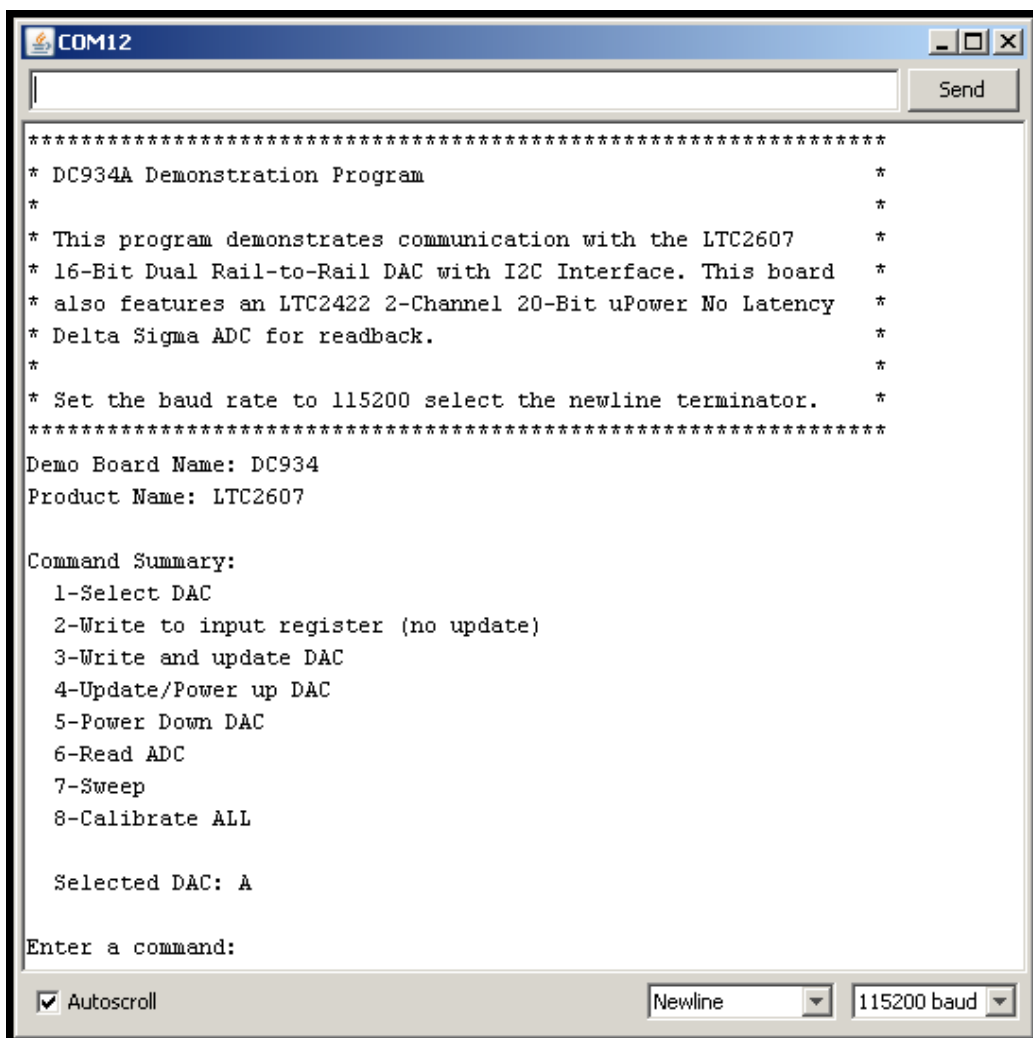 COM12
Send
******************************************************************
* DC934A Demonstration Program *
* *
* This program demonstrates communication with the LTC2607 *
* 16-Bit Dual Rail-to-Rail DAC with I2C Interface. This board *
* also features an LTC2422 2-Channel 20-Bit uPower No Latency *
* Delta Sigma ADC for readback. *
* *
* Set the baud rate to 115200 select the newline terminator. *
******************************************************************
Demo Board Name: DC934
Product Name: LTC2607
Command Summary:
1-Select DAC
2-Write to input register (no update)
3-Write and update DAC
4-Update/Power up DAC
5-Power Down DAC
6-Read ADC
7-Sweep
8-Calibrate ALL
Selected DAC: A
Enter a command:
Autoscroll Newline 115200 baud